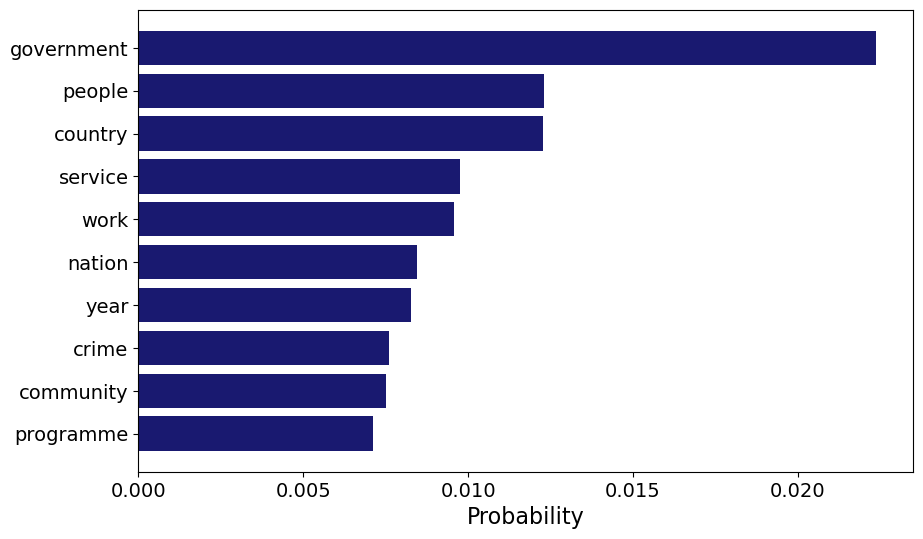 government
people
country
service
work
nation
year
crime
community
programme
0.000 0.005 0.010 0.015 0.020
Probability